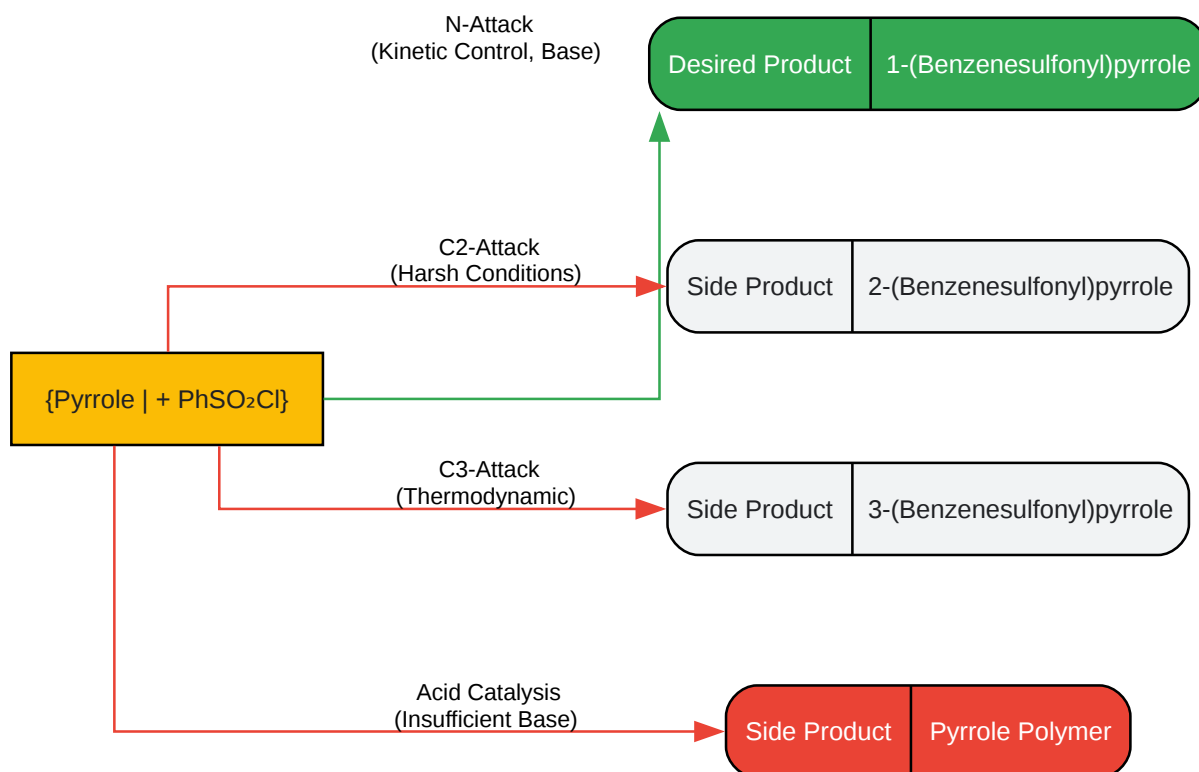 N-Attack
(Kinetic Control, Base)
Desired Product 1-(Benzenesulfonyl)pyrrole
C2-Attack
(Harsh Conditions)
Side Product 2-(Benzenesulfonyl)pyrrole
{Pyrrole | + PhSO₂Cl}
C3-Attack
(Thermodynamic)
Side Product 3-(Benzenesulfonyl)pyrrole
Acid Catalysis
(Insufficient Base)
Side Product Pyrrole Polymer